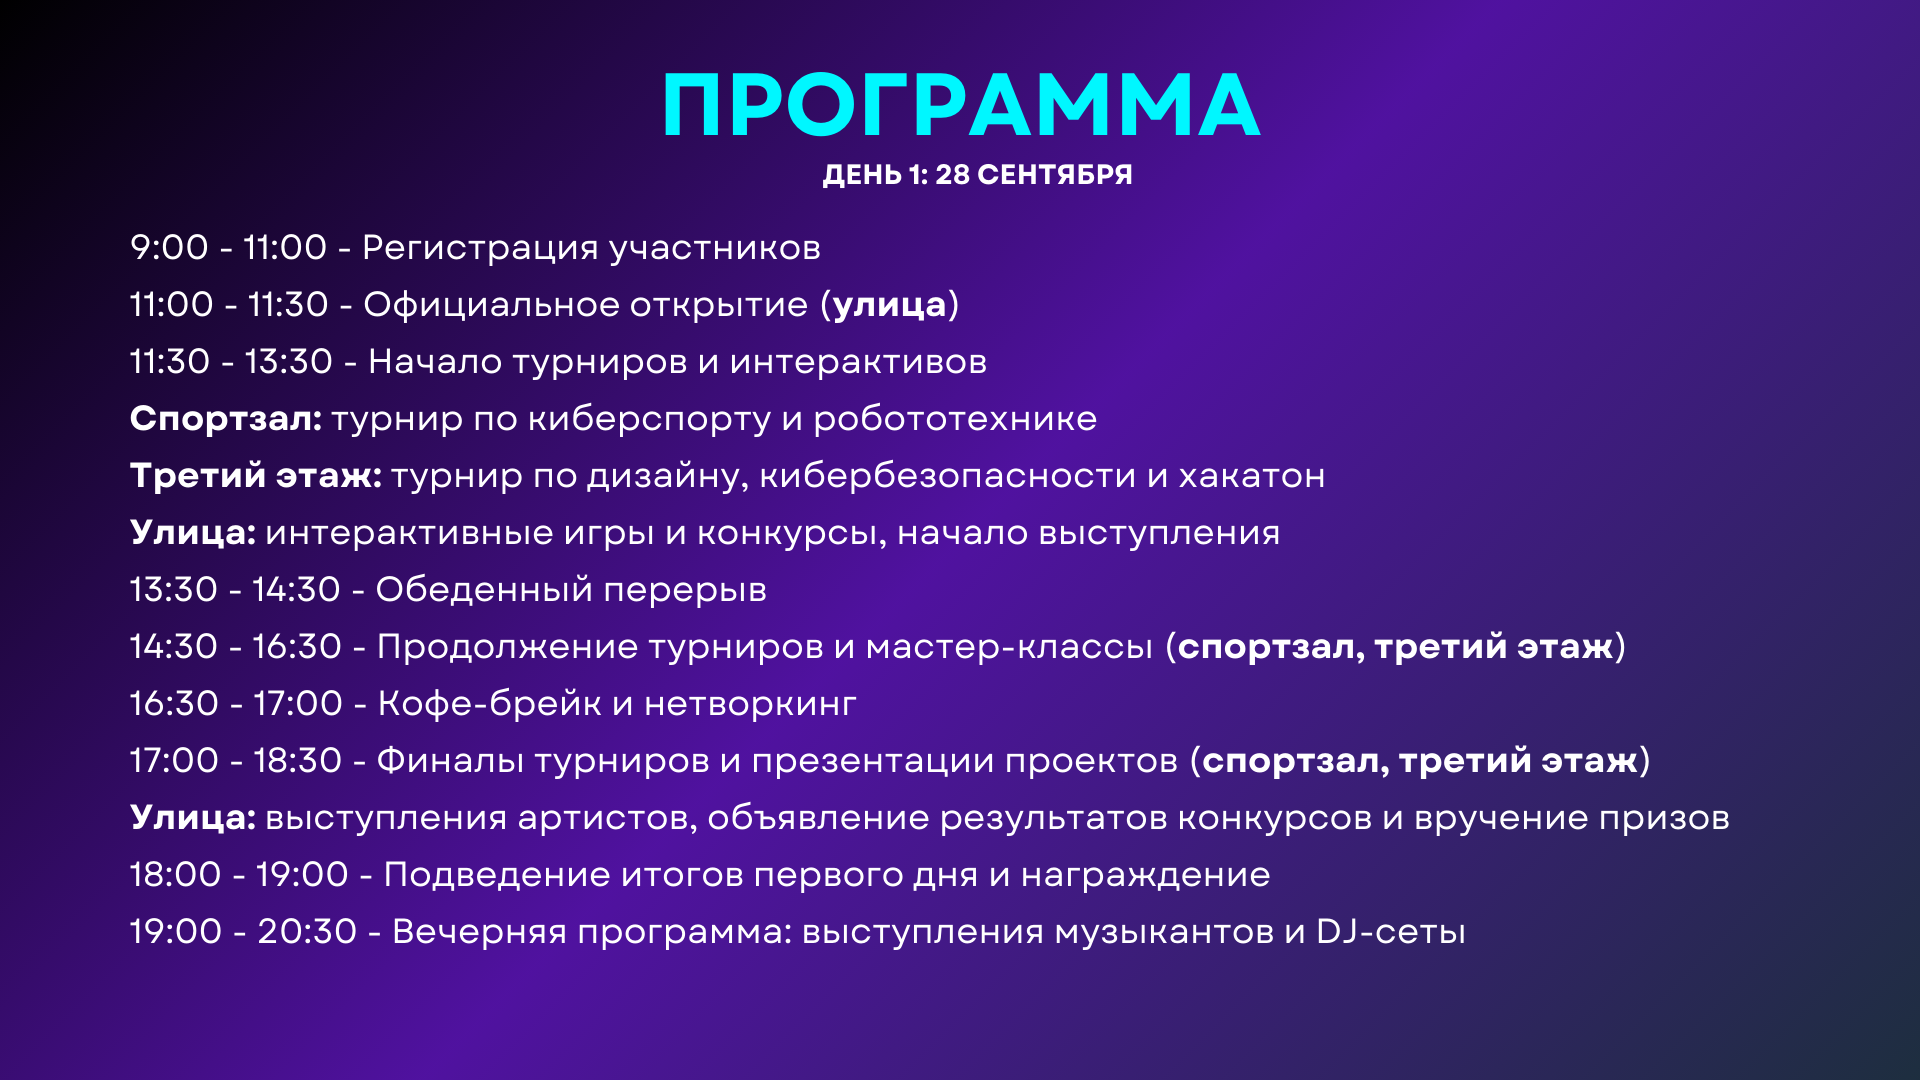 ПРОГРАММА
ДЕНЬ 1: 28 СЕНТЯБРЯ
9:00 - 11:00 - Регистрация участников
11:00 - 11:30 - Официальное открытие (улица)
11:30 - 13:30 - Начало турниров и интерактивов
Спортзал: турнир по киберспорту и робототехнике
Третий этаж: турнир по дизайну, кибербезопасности и хакатон
Улица: интерактивные игры и конкурсы, начало выступления
13:30 - 14:30 - Обеденный перерыв
14:30 - 16:30 - Продолжение турниров и мастер-классы (спортзал, третий этаж)
16:30 - 17:00 - Кофе-брейк и нетворкинг
17:00 - 18:30 - Финалы турниров и презентации проектов (спортзал, третий этаж)
Улица: выступления артистов, объявление результатов конкурсов и вручение призов
18:00 - 19:00 - Подведение итогов первого дня и награждение
19:00 - 20:30 - Вечерняя программа: выступления музыкантов и DJ-сеты